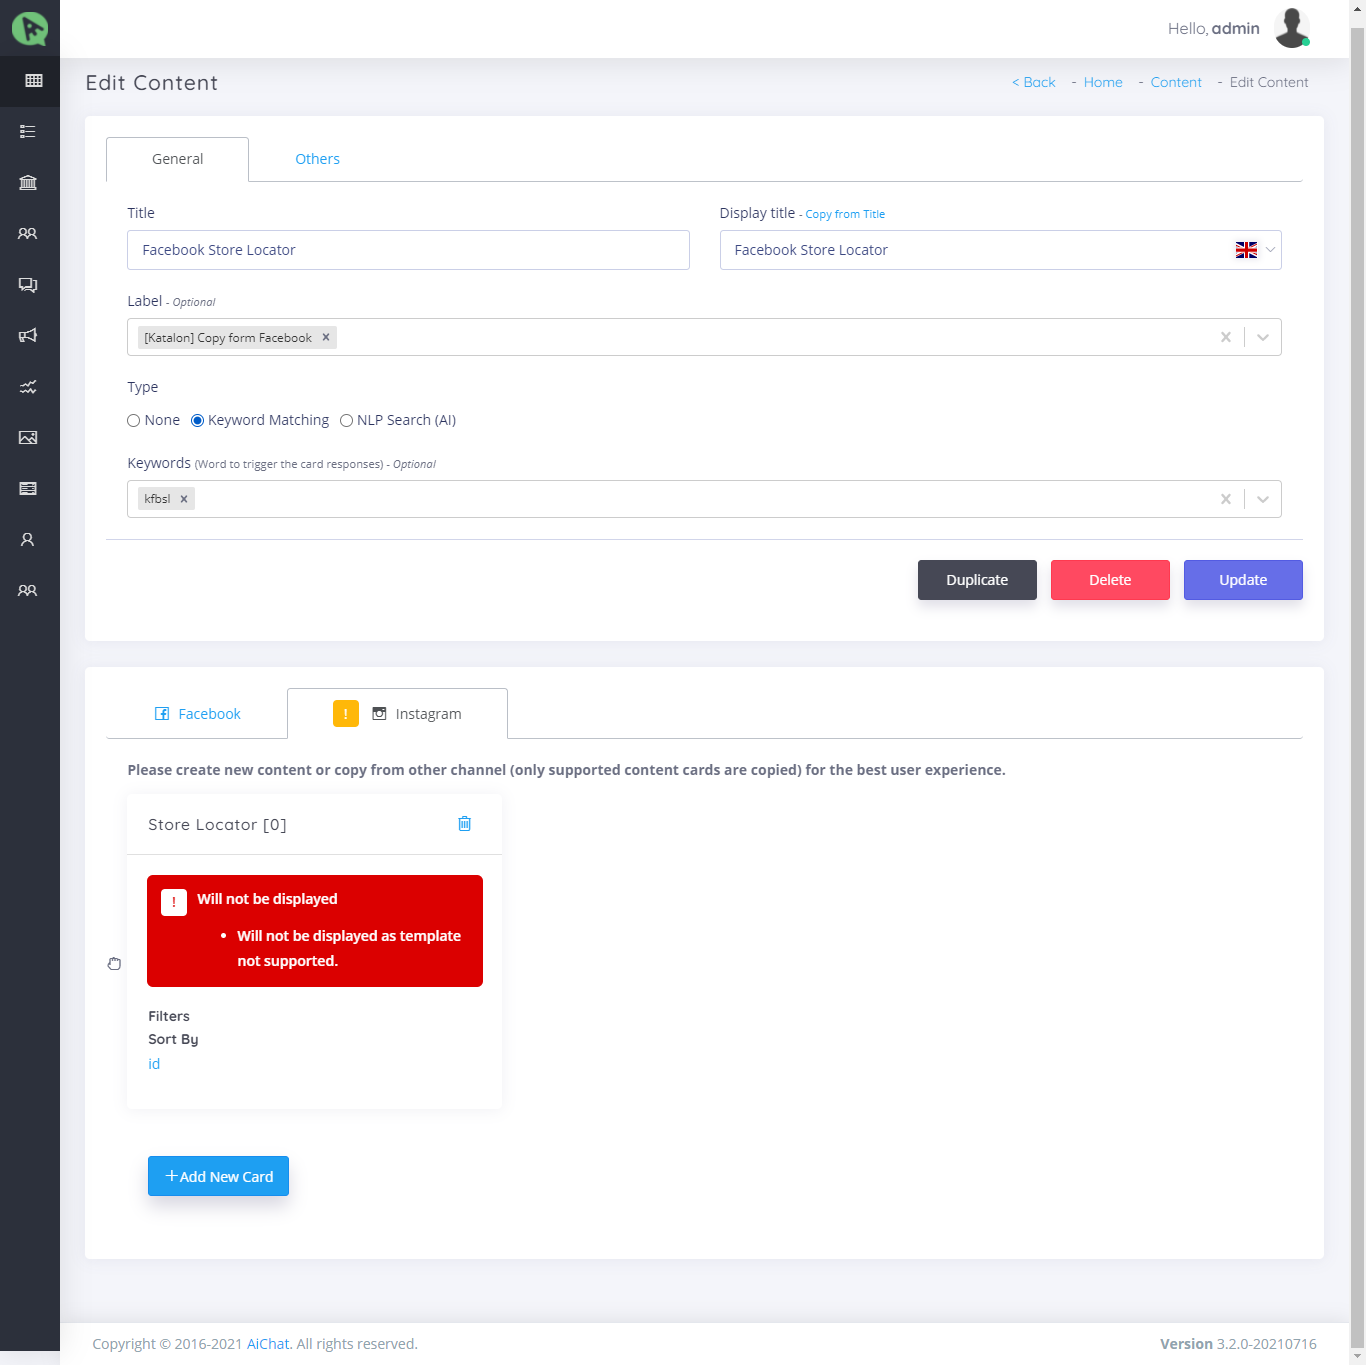 Hello, admin
Edit Content
< Back - Home - Content - Edit Content
General
Others
Title
Display title - Copy from Title
Facebook Store Locator
Facebook Store Locator
Label - Optional
[Katalon] Copy form Facebook ×
Type
None
Keyword Matching
NLP Search (AI)
Keywords (Word to trigger the card responses) - Optional
kfbsl ×
Duplicate
Delete
Update
Facebook
! Instagram
Please create new content or copy from other channel (only supported content cards are copied) for the best user experience.
Store Locator [0]
! Will not be displayed
• Will not be displayed as template
not supported.
Filters
Sort By
id
+Add New Card
Copyright © 2016-2021 AiChat. All rights reserved.
Version 3.2.0-20210716